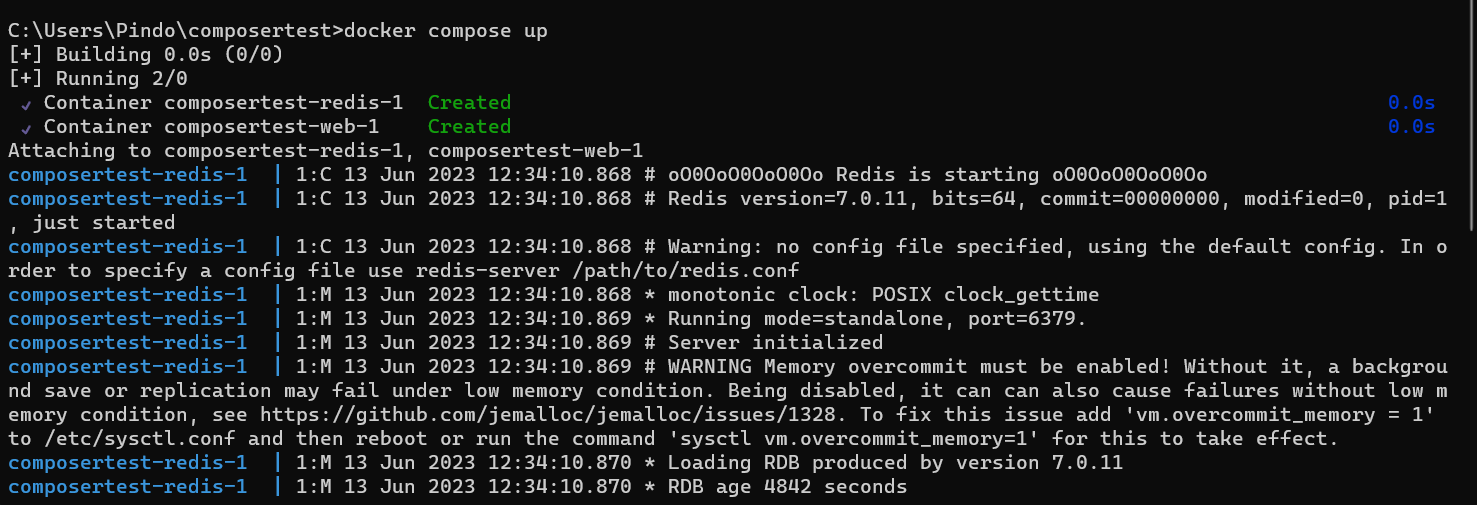 C:\Users\Pindo\composertest>docker compose up
[+] Building 0.0s (0/0)
[+] Running 2/0
✓ Container composertest-redis-1  Created 0.0s
✓ Container composertest-web-1    Created 0.0s
Attaching to composertest-redis-1, composertest-web-1
composertest-redis-1  | 1:C 13 Jun 2023 12:34:10.868 # oO0OoO0OoO0Oo Redis is starting oO0OoO0OoO0Oo
composertest-redis-1  | 1:C 13 Jun 2023 12:34:10.868 # Redis version=7.0.11, bits=64, commit=00000000, modified=0, pid=1
, just started
composertest-redis-1  | 1:C 13 Jun 2023 12:34:10.868 # Warning: no config file specified, using the default config. In o
rder to specify a config file use redis-server /path/to/redis.conf
composertest-redis-1  | 1:M 13 Jun 2023 12:34:10.868 * monotonic clock: POSIX clock_gettime
composertest-redis-1  | 1:M 13 Jun 2023 12:34:10.869 * Running mode=standalone, port=6379.
composertest-redis-1  | 1:M 13 Jun 2023 12:34:10.869 # Server initialized
composertest-redis-1  | 1:M 13 Jun 2023 12:34:10.869 # WARNING Memory overcommit must be enabled! Without it, a backgrou
nd save or replication may fail under low memory condition. Being disabled, it can can also cause failures without low m
emory condition, see https://github.com/jemalloc/jemalloc/issues/1328. To fix this issue add 'vm.overcommit_memory = 1'
to /etc/sysctl.conf and then reboot or run the command 'sysctl vm.overcommit_memory=1' for this to take effect.
composertest-redis-1  | 1:M 13 Jun 2023 12:34:10.870 * Loading RDB produced by version 7.0.11
composertest-redis-1  | 1:M 13 Jun 2023 12:34:10.870 * RDB age 4842 seconds